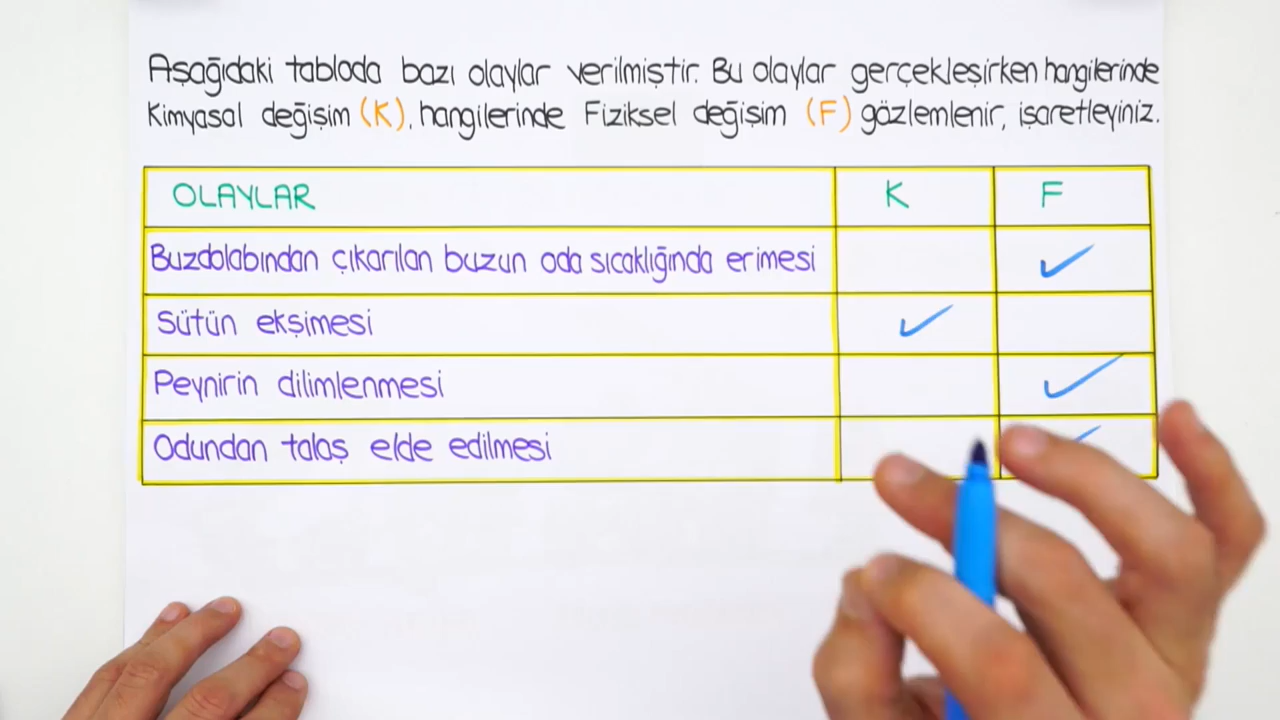 Aşağıdaki tabloda bazı olaylar verilmiştir. Bu olaylar gerçekleşirken hangilerinde
Kimyasal değişim (K), hangilerinde Fiziksel değişim (F) gözlemlenir, işaretleyiniz.
OLAYLAR K F
Buzdolabından çıkarılan buzun oda sıcaklığında erimesi
Sütün ekşimesi
Peynirin dilimlenmesi
Odundan talaş elde edilmesi